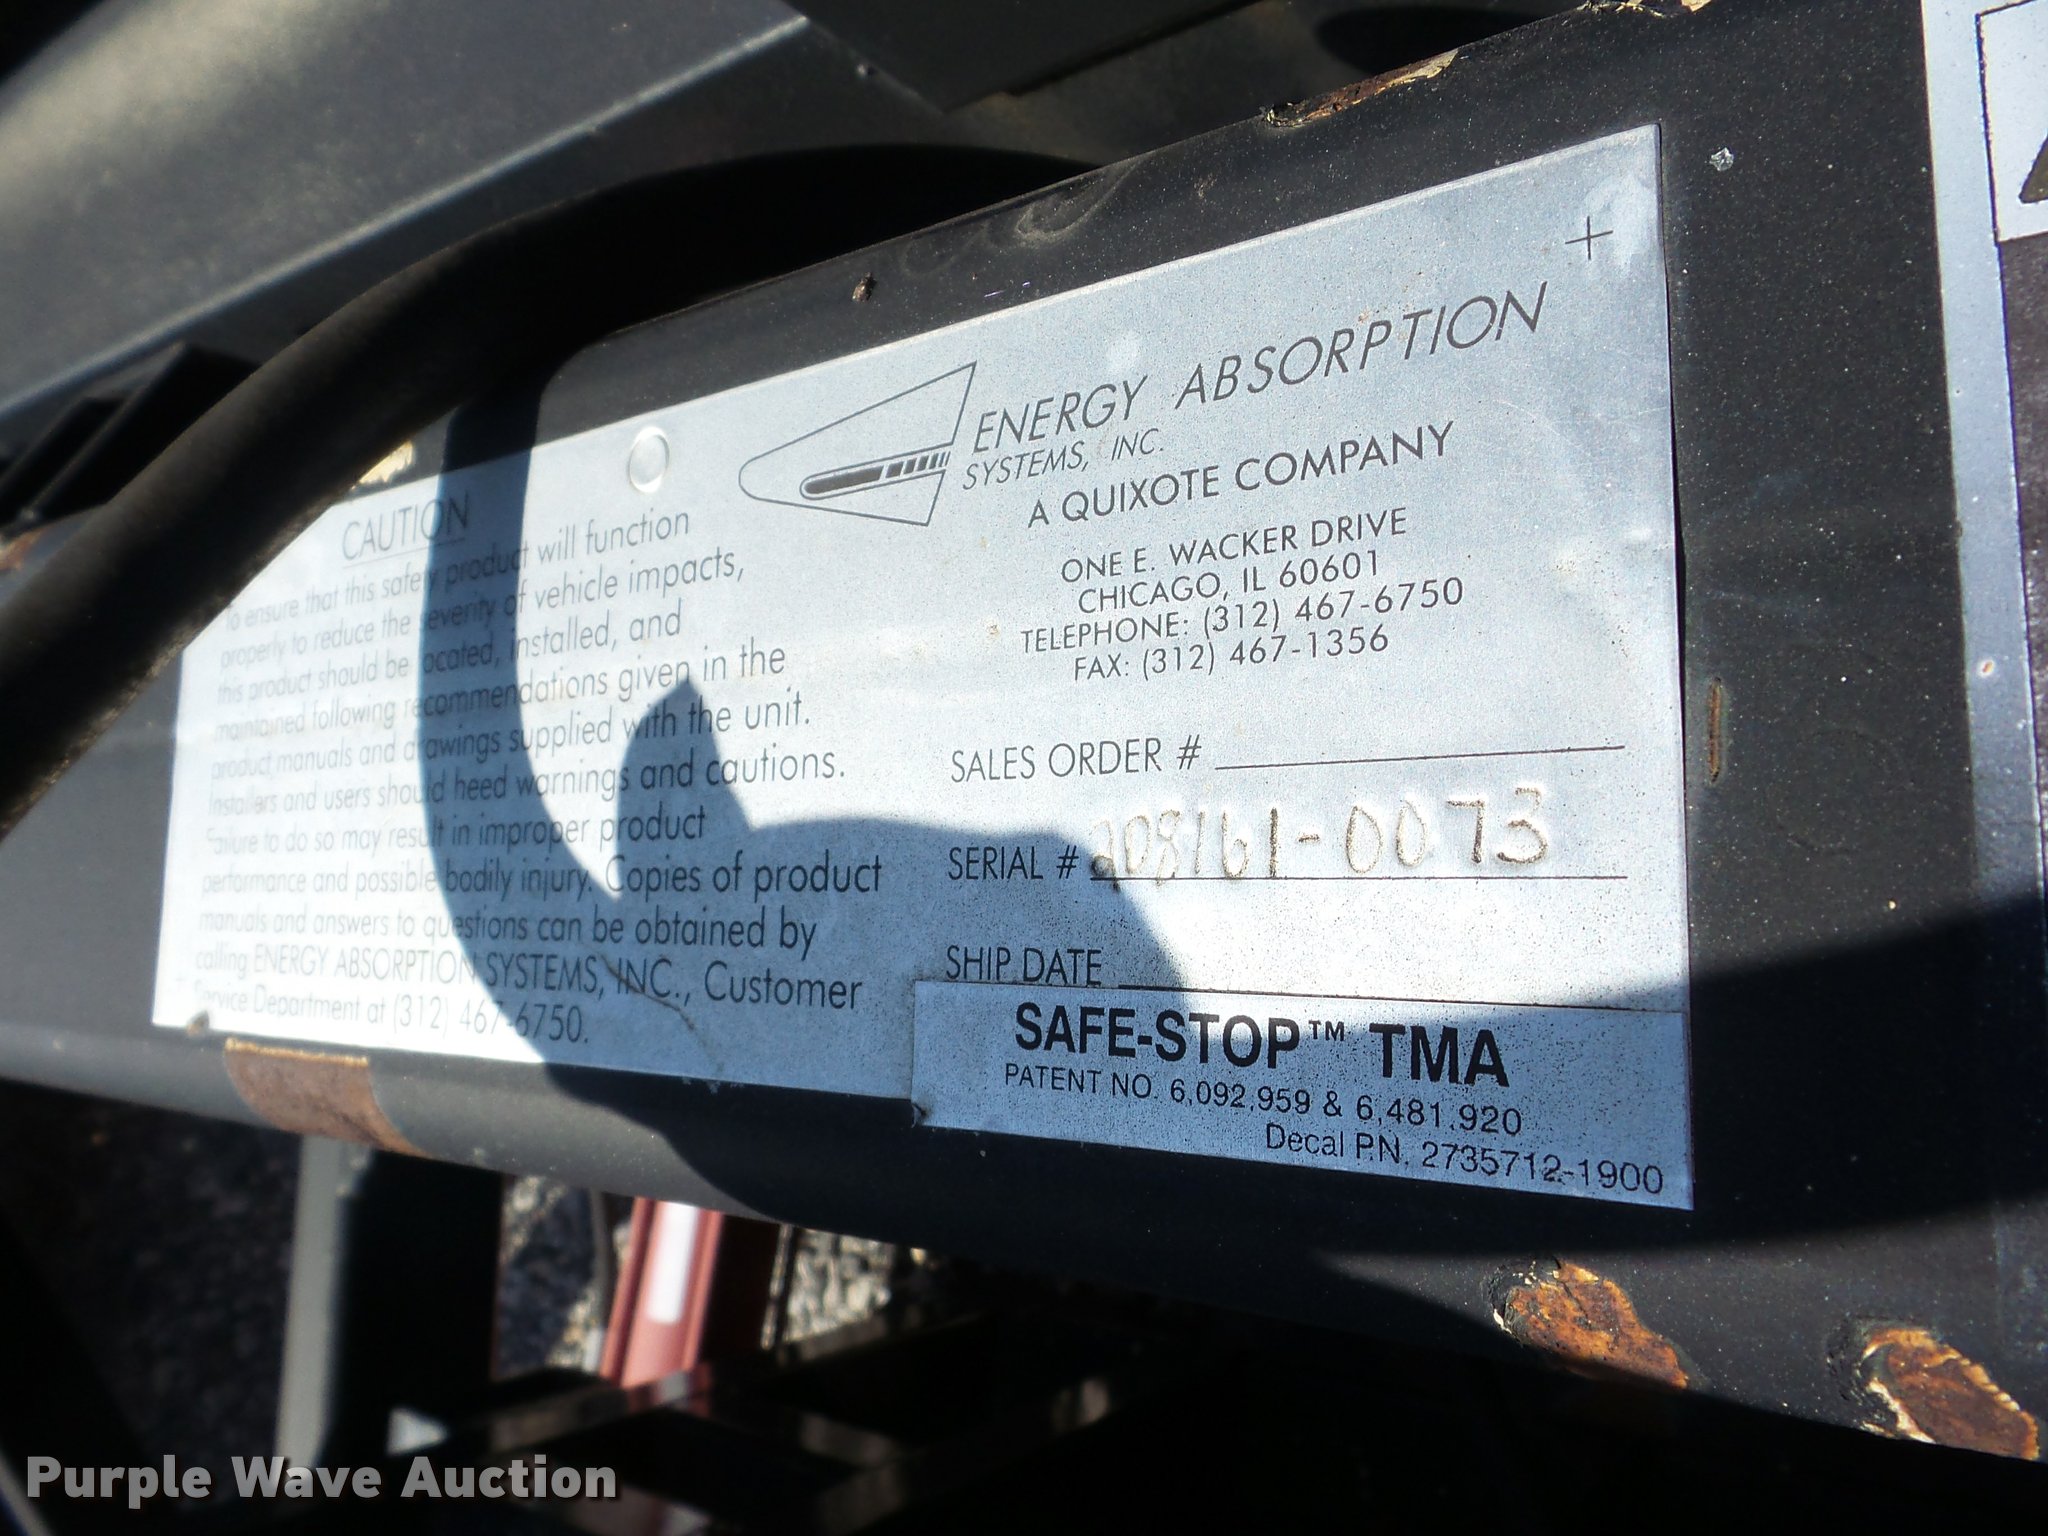 CAUTION
To ensure that this safety product will function
properly to reduce the severity of vehicle impacts,
this product should be located, installed, and
maintained following recommendations given in the
product manuals and drawings supplied with the unit.
Installers and users should heed warnings and cautions.
Failure to do so may result in improper product
performance and possible bodily injury. Copies of product
manuals and answers to questions can be obtained by
calling ENERGY ABSORPTION SYSTEMS, INC., Customer
Service Department at (312) 467-6750.
ENERGY ABSORPTION
SYSTEMS, INC.
A QUIXOTE COMPANY
ONE E. WACKER DRIVE
CHICAGO, IL 60601
TELEPHONE: (312) 467-6750
FAX: (312) 467-1356
SALES ORDER #
SERIAL # 208161-0073
SHIP DATE
SAFE-STOP™ TMA
PATENT NO. 6,092,959 & 6,481,920
Decal P.N. 2735712-1900
Purple Wave Auction